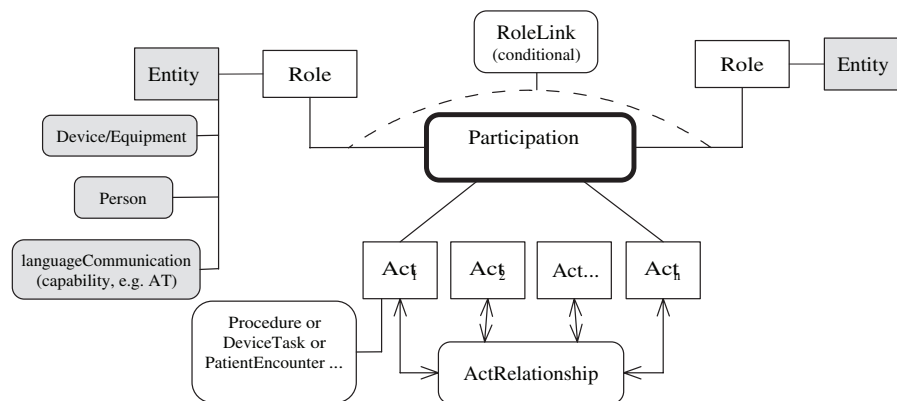 RoleLink
(conditional)
Entity
Role
Role
Entity
Participation
Device/Equipment
Person
languageCommunication
(capability, e.g. AT)
Act1
Act2
Act...
Actn
Procedure or
DeviceTask or
PatientEncounter ...
ActRelationship